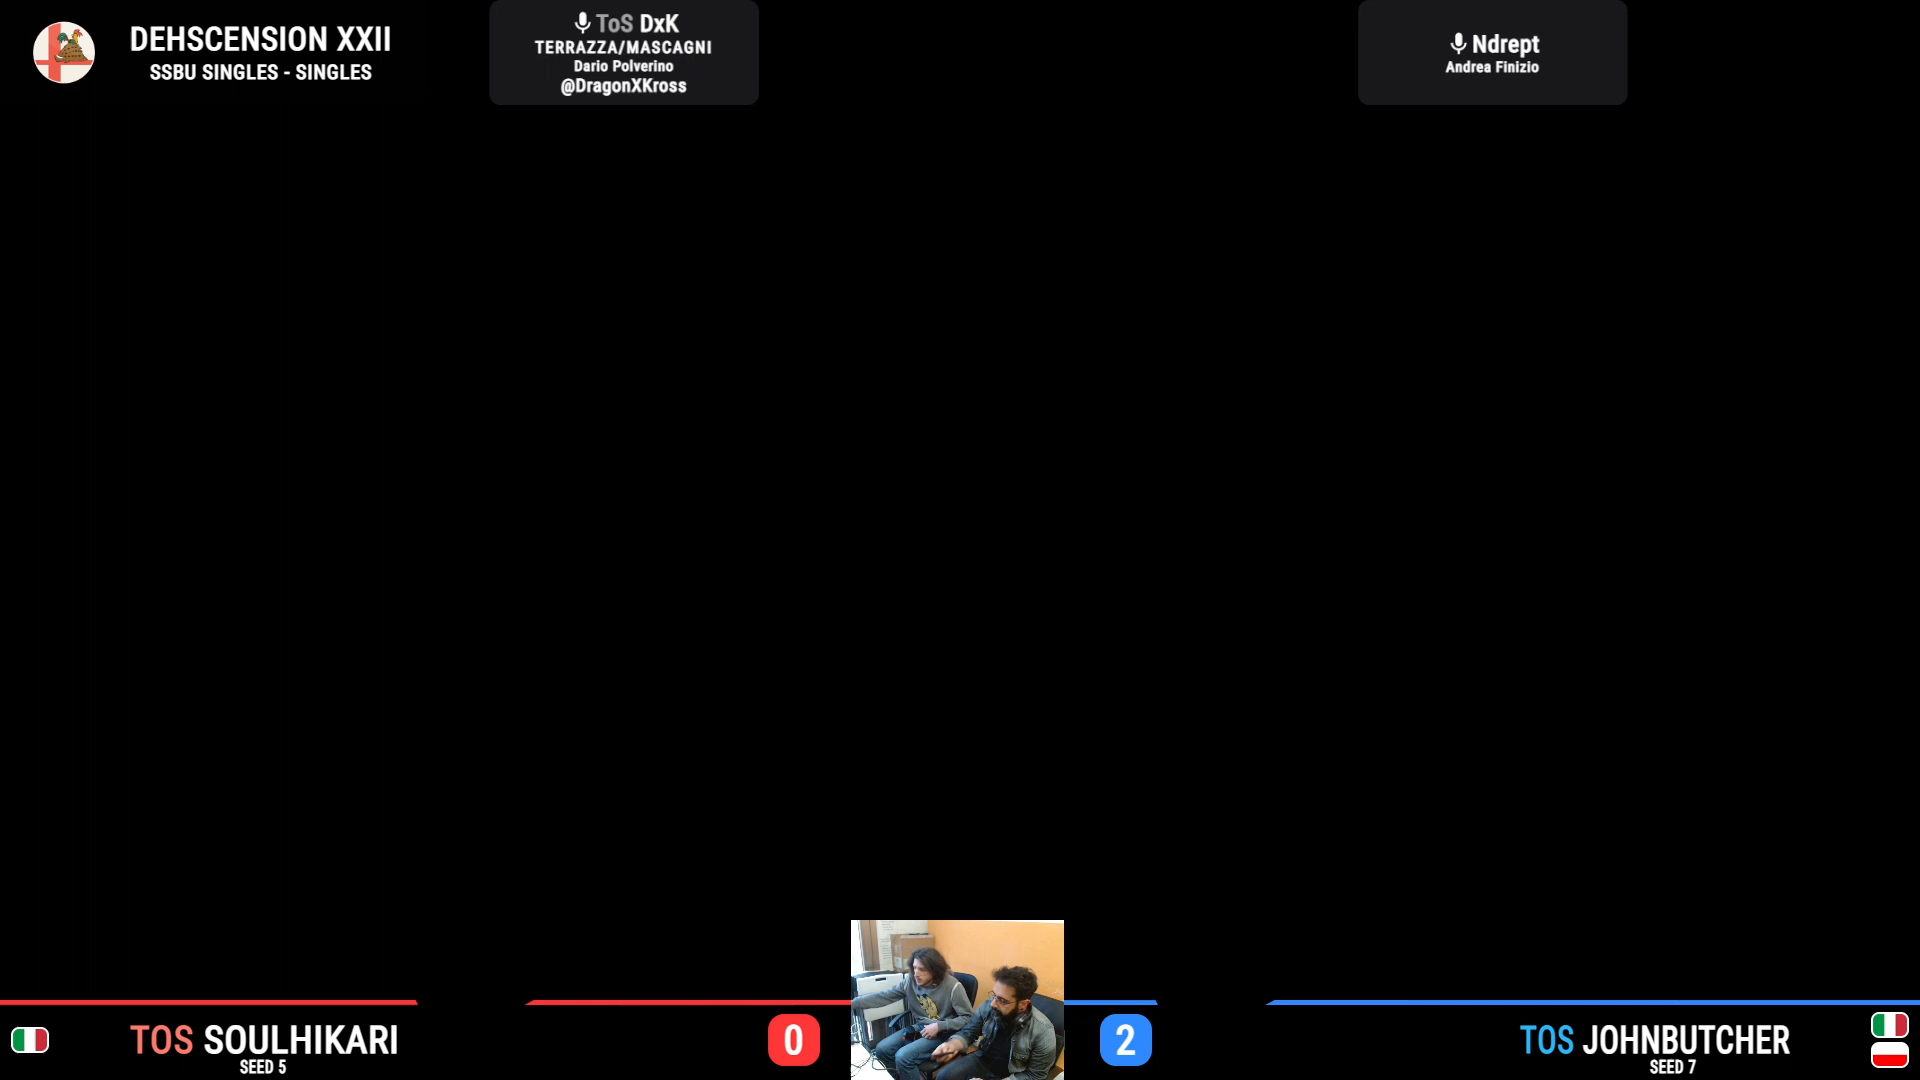 DEHSCENSION XXII
SSBU SINGLES - SINGLES
ToS DxK
TERRAZZA/MASCAGNI
Dario Polverino
@DragonXKross
Ndrept
Andrea Finizio
TOS SOULHIKARI
SEED 5
0
2
TOS JOHNBUTCHER
SEED 7